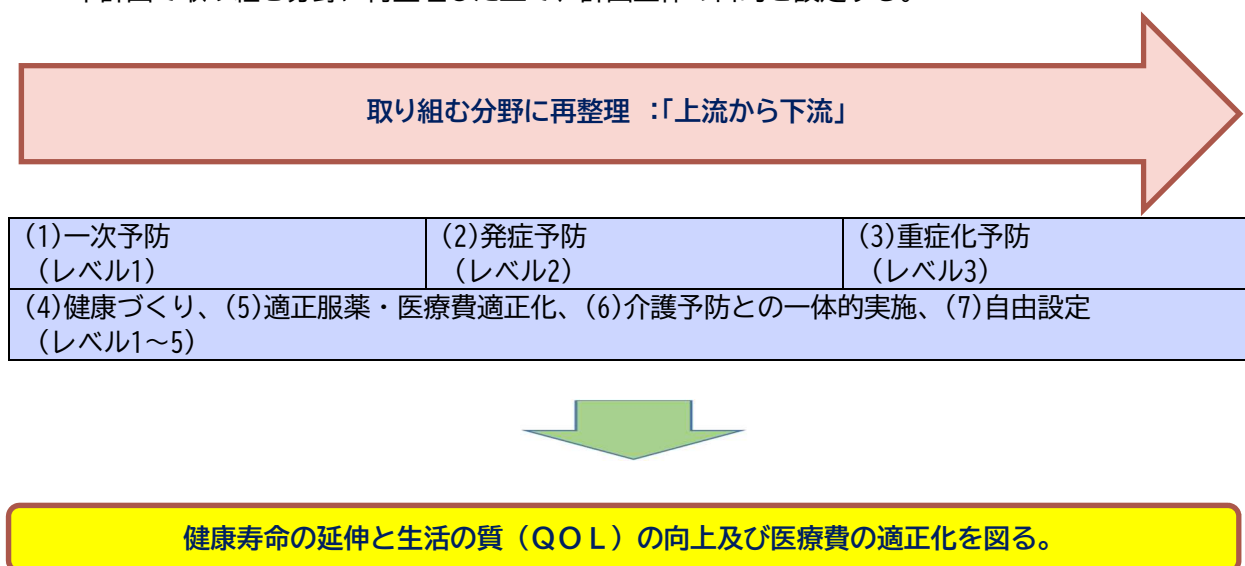 取り組む分野に再整理 :「上流から下流」
(1)一次予防
(レベル1)
(2)発症予防
(レベル2)
(3)重症化予防
(レベル3)
(4)健康づくり、(5)適正服薬・医療費適正化、(6)介護予防との一体的実施、(7)自由設定
(レベル1～5)
健康寿命の延伸と生活の質(QOL)の向上及び医療費の適正化を図る。